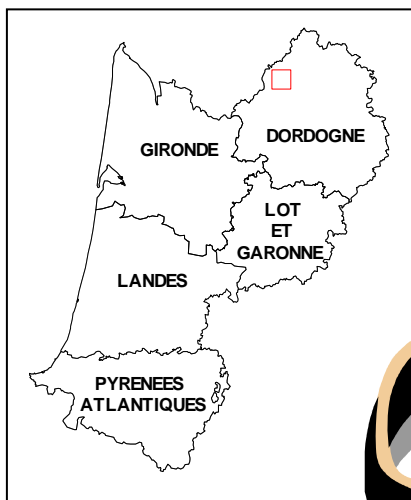 DORDOGNE
GIRONDE
LOT
ET
GARONNE
LANDES
PYRENEES
ATLANTIQUES